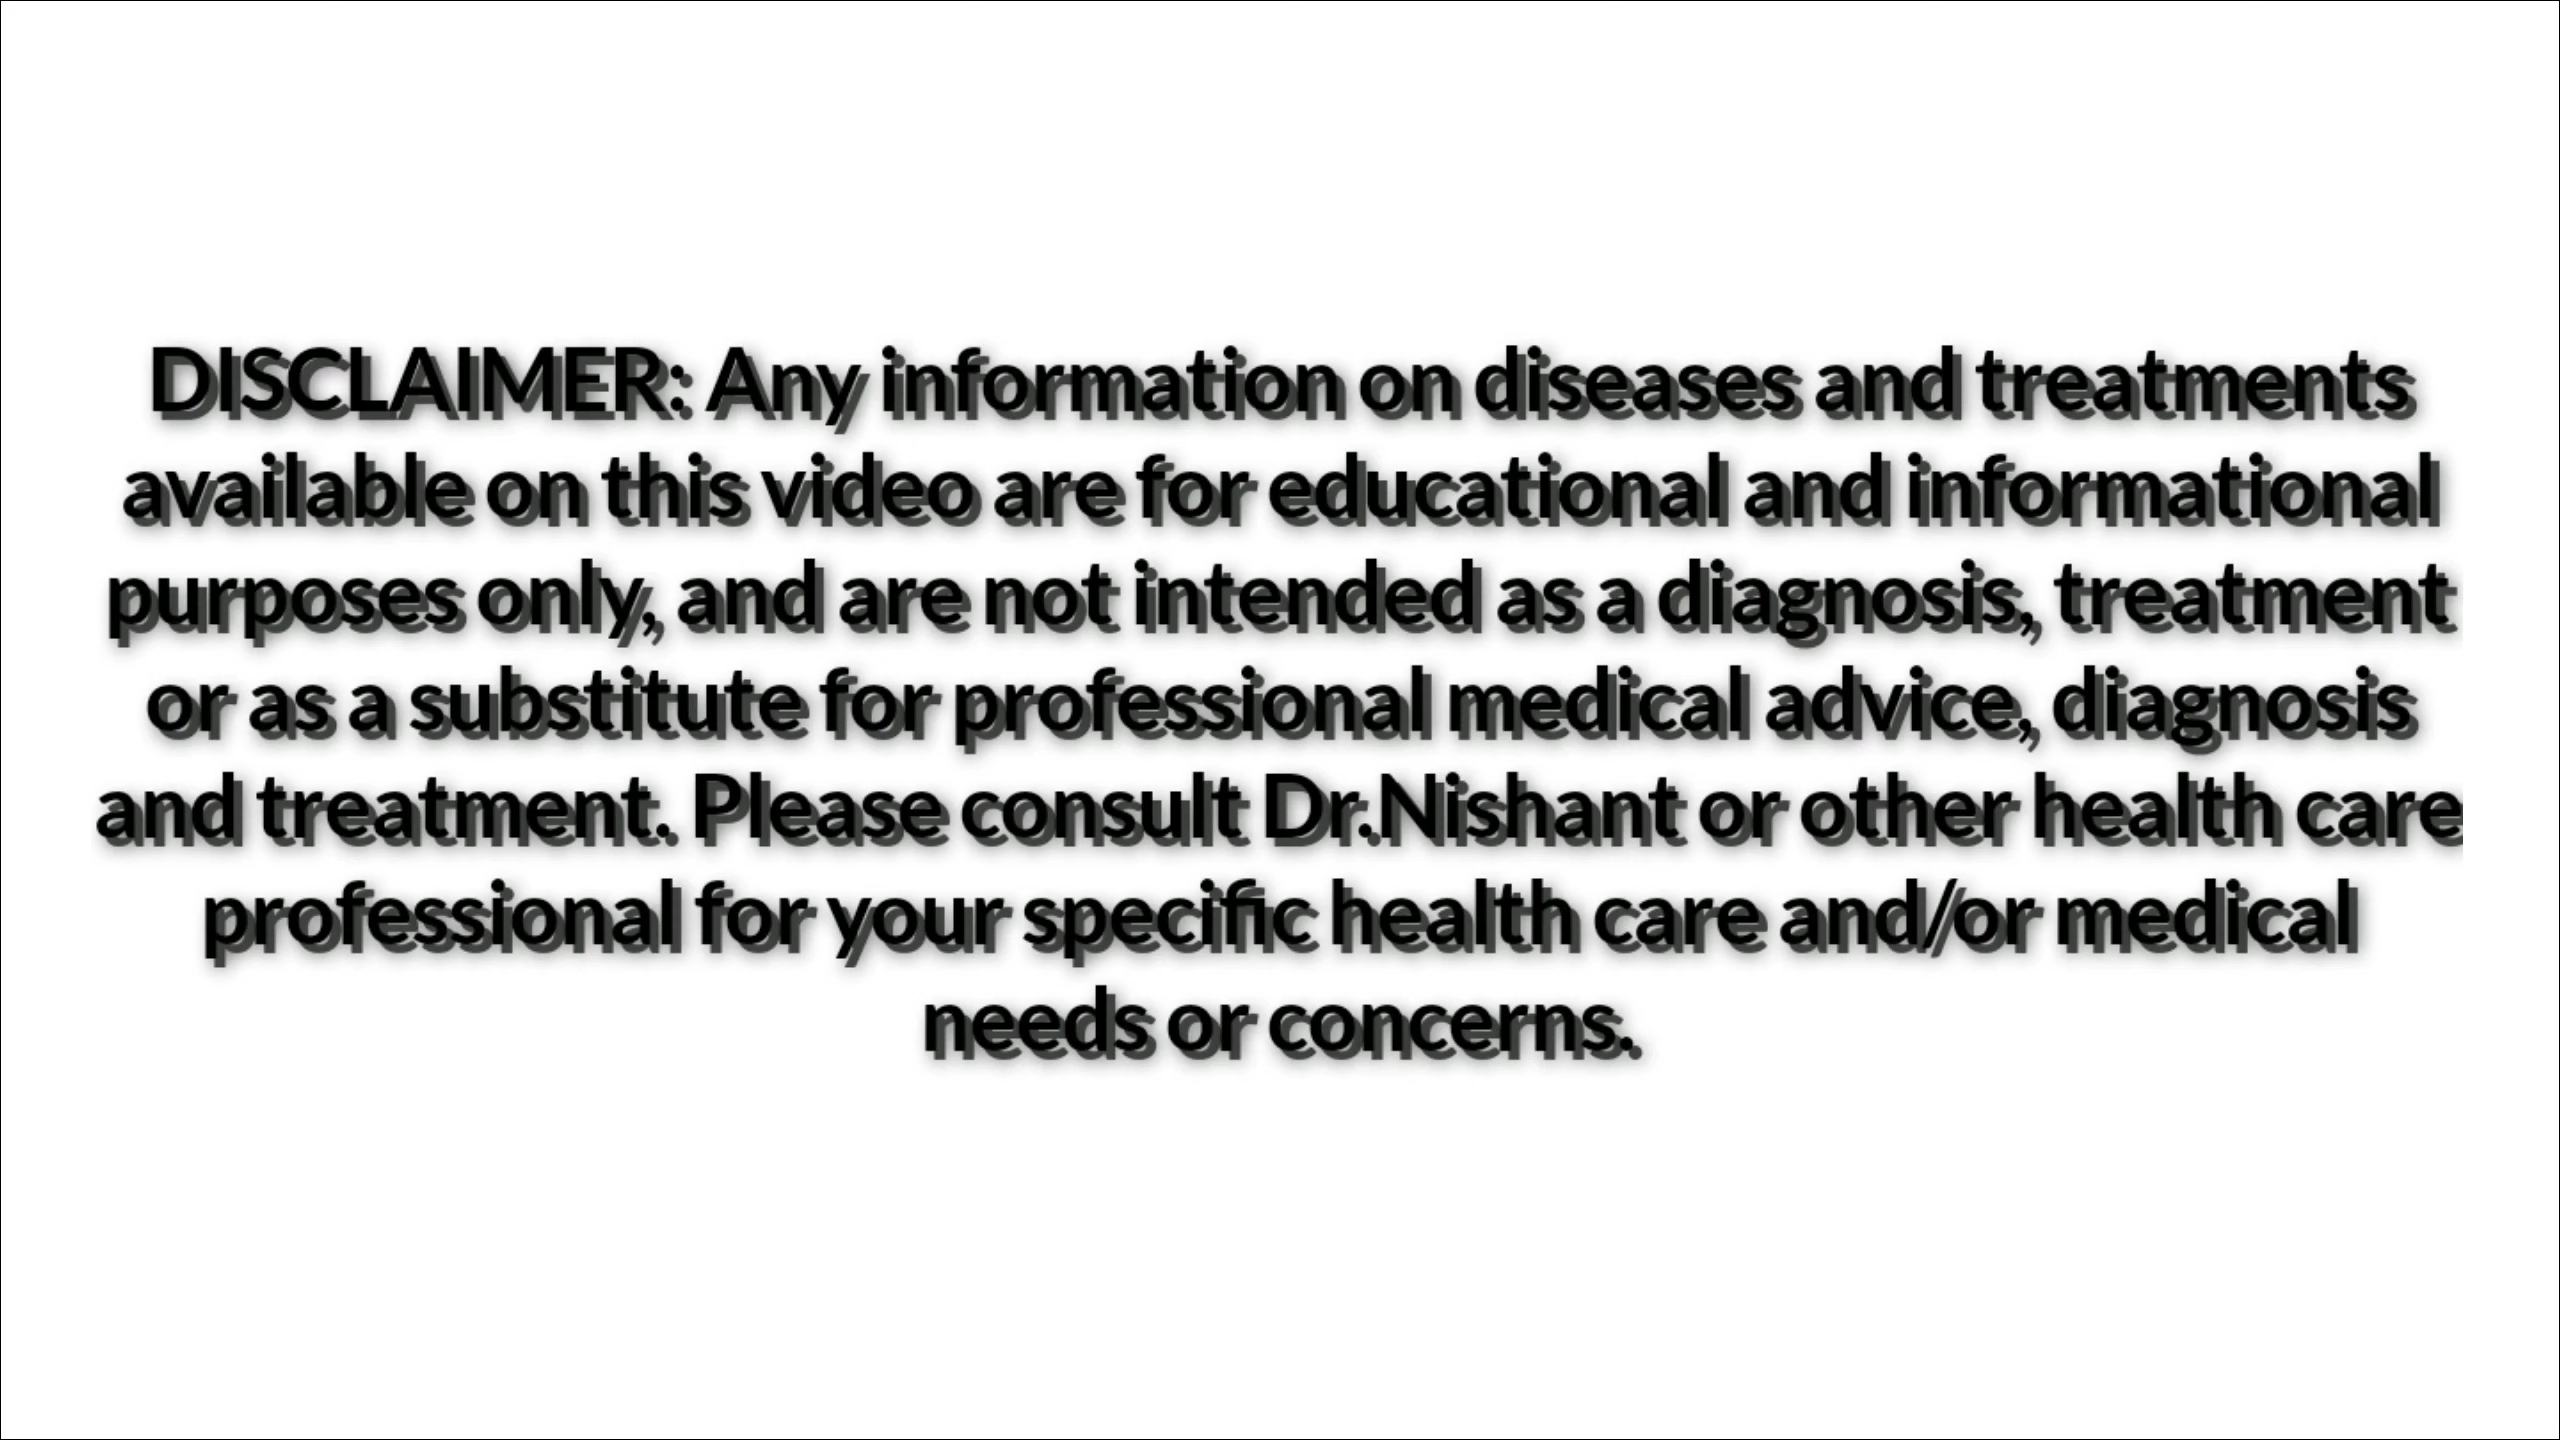 DISCLAIMER: Any information on diseases and treatments
available on this video are for educational and informational
purposes only, and are not intended as a diagnosis, treatment
or as a substitute for professional medical advice, diagnosis
and treatment. Please consult Dr.Nishant or other health care
professional for your specific health care and/or medical
needs or concerns.